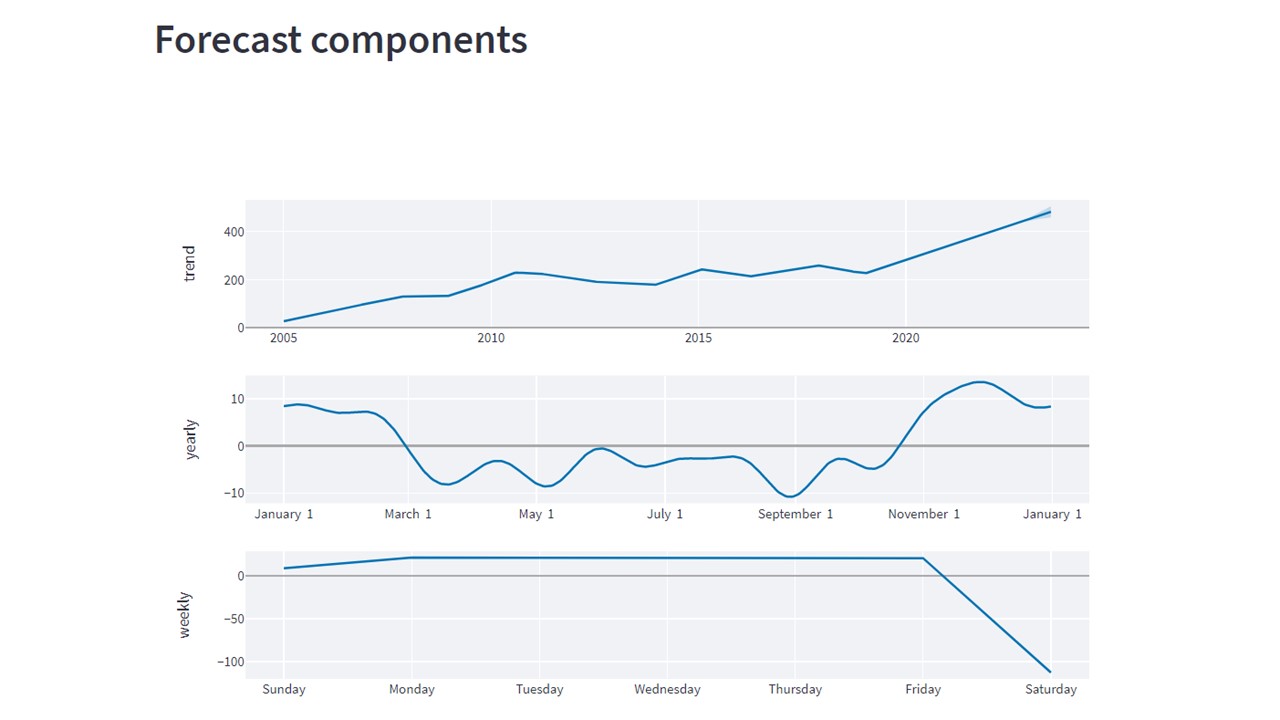 Forecast components
400
200
0
trend
2005 2010 2015 2020
10
0
−10
yearly
January 1 March 1 May 1 July 1 September 1 November 1 January 1
0
−50
−100
weekly
Sunday Monday Tuesday Wednesday Thursday Friday Saturday